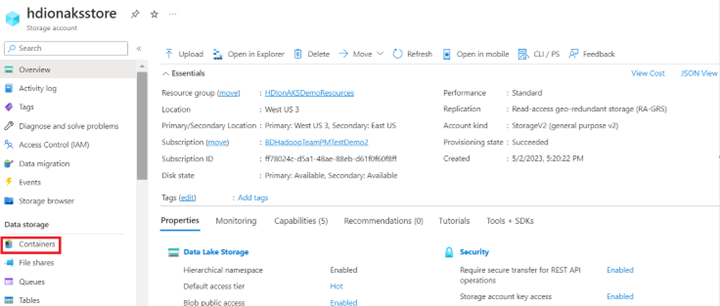 hdionaksstore
Storage account
Search
Overview
Activity log
Tags
Diagnose and solve problems
Access Control (IAM)
Data migration
Events
Storage browser
Data storage
Containers
File shares
Queues
Tables
Upload Open in Explorer Delete Move Refresh Open in mobile CLI / PS Feedback
Essentials View Cost JSON View
Resource group (move) : HDIonAKSDemoResources
Location : West US 3
Primary/Secondary Location : Primary: West US 3, Secondary: East US
Subscription (move) : BDHadoopTeamPMTestDemo2
Subscription ID : ff78024c-d5a1-48ae-88eb-d61f0f60f8ff
Disk state : Primary: Available, Secondary: Available
Performance : Standard
Replication : Read-access geo-redundant storage (RA-GRS)
Account kind : StorageV2 (general purpose v2)
Provisioning state : Succeeded
Created : 5/2/2023, 5:20:22 PM
Tags (edit) : Add tags
Properties Monitoring Capabilities (5) Recommendations (0) Tutorials Tools + SDKs
Data Lake Storage
Hierarchical namespace Enabled
Default access tier Hot
Blob public access Enabled
Security
Require secure transfer for REST API Enabled
operations
Storage account key access Enabled